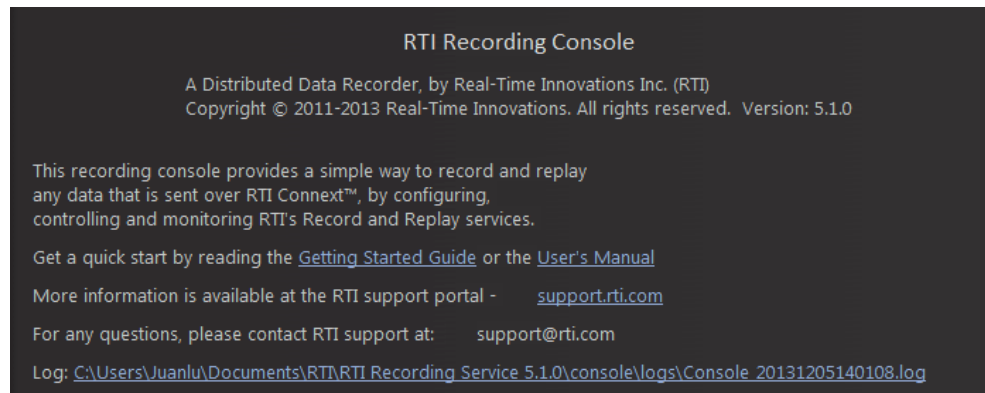 RTI Recording Console
A Distributed Data Recorder, by Real-Time Innovations Inc. (RTI)
Copyright © 2011-2013 Real-Time Innovations. All rights reserved.  Version: 5.1.0
This recording console provides a simple way to record and replay
any data that is sent over RTI Connext™, by configuring,
controlling and monitoring RTI's Record and Replay services.
Get a quick start by reading the Getting Started Guide or the User's Manual
More information is available at the RTI support portal - support.rti.com
For any questions, please contact RTI support at: support@rti.com
Log: C:\Users\Juanlu\Documents\RTI\RTI Recording Service 5.1.0\console\logs\Console_20131205140108.log